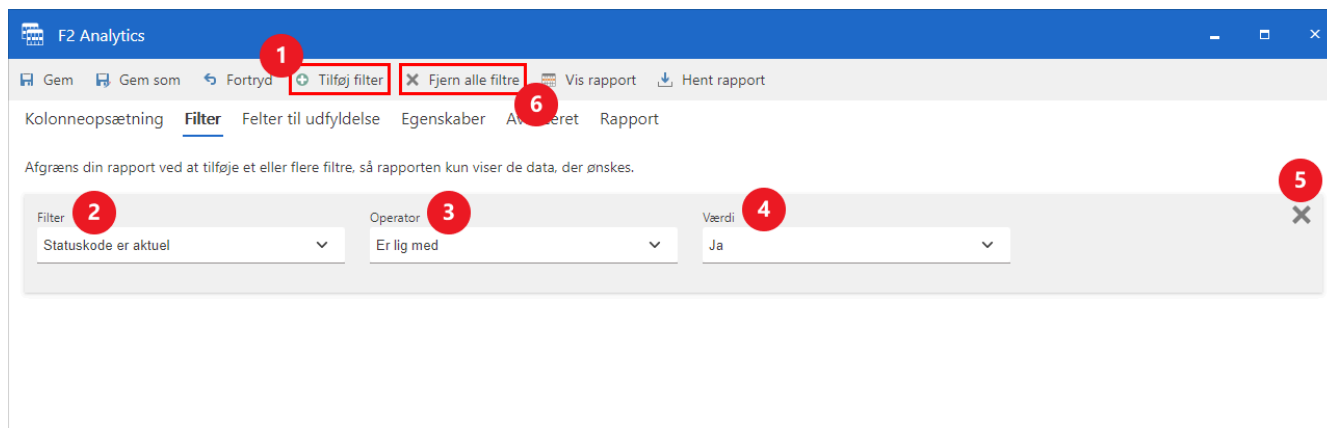 F2 Analytics
1
Gem Gem som Fortryd Tilføj filter Fjern alle filtre Vis rapport Hent rapport
6
Kolonneopsætning Filter Felter til udfyldelse Egenskaber Av eret Rapport
Afgræns din rapport ved at tilføje et eller flere filtre, så rapporten kun viser de data, der ønskes.
5
Filter 2 Operator 3 Værdi 4
Statuskode er aktuel Er lig med Ja